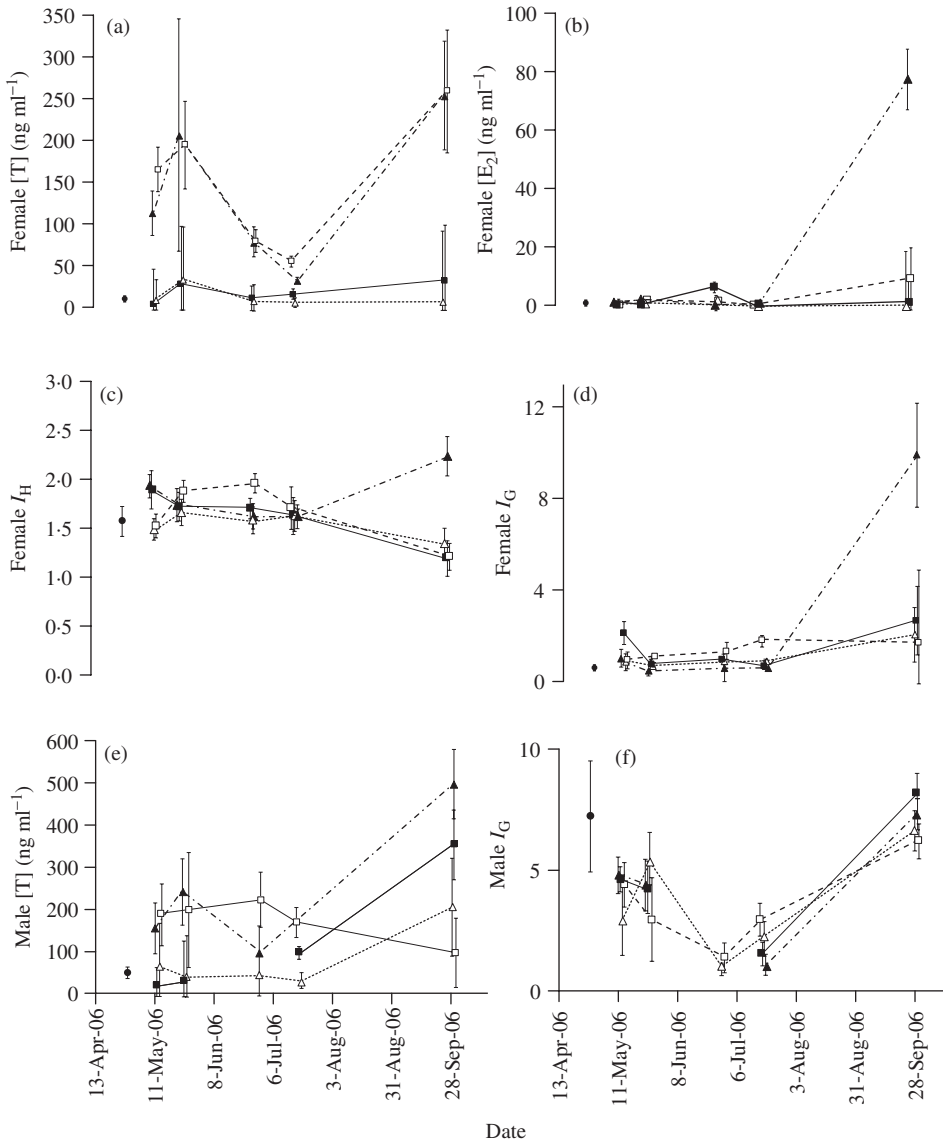 (a)
350
300
250
200
150
100
50
0
Female [T] (ng ml⁻¹)
(b)
100
80
60
40
20
0
Female [E₂] (ng ml⁻¹)
(c)
3·0
2·5
2·0
1·5
1·0
0·5
0·0
Female I_H
(d)
12
8
4
0
Female I_G
(e)
600
500
400
300
200
100
0
Male [T] (ng ml⁻¹)
13-Apr-06
11-May-06
8-Jun-06
6-Jul-06
3-Aug-06
31-Aug-06
28-Sep-06
(f)
10
5
0
Male I_G
13-Apr-06
11-May-06
8-Jun-06
6-Jul-06
3-Aug-06
31-Aug-06
28-Sep-06
Date